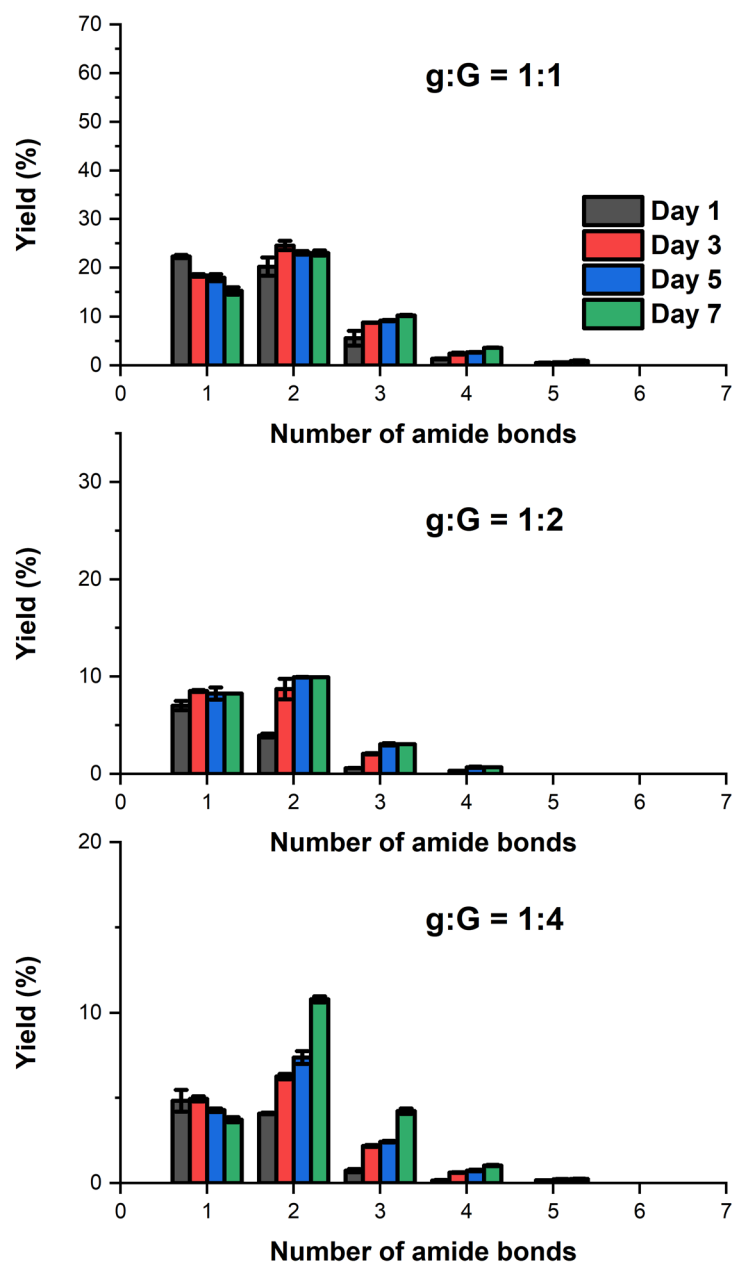 70
60
50
40
30
20
10
0
Yield (%)
g:G = 1:1
Day 1
Day 3
Day 5
Day 7
0 1 2 3 4 5 6 7
Number of amide bonds
30
20
10
0
Yield (%)
g:G = 1:2
0 1 2 3 4 5 6 7
Number of amide bonds
20
10
0
Yield (%)
g:G = 1:4
0 1 2 3 4 5 6 7
Number of amide bonds